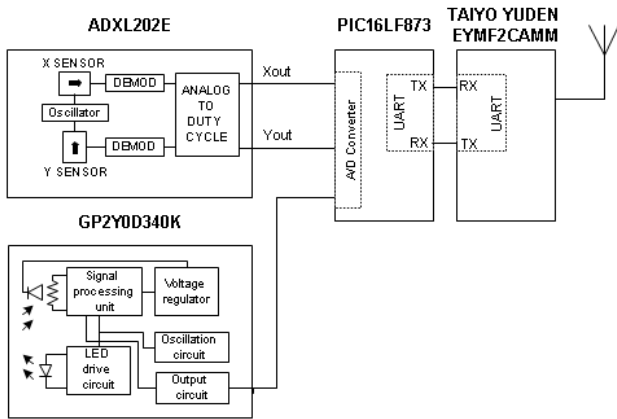 ADXL202E
PIC16LF873
TAIYO YUDEN
EYMF2CAMM
X SENSOR
DEMOD
Oscillator
ANALOG
TO
DUTY
CYCLE
DEMOD
Y SENSOR
Xout
Yout
A/D Converter
TX
UART
RX
RX
UART
TX
GP2Y0D340K
Signal
processing
unit
Voltage
regulator
Oscillation
circuit
LED
drive
circuit
Output
circuit